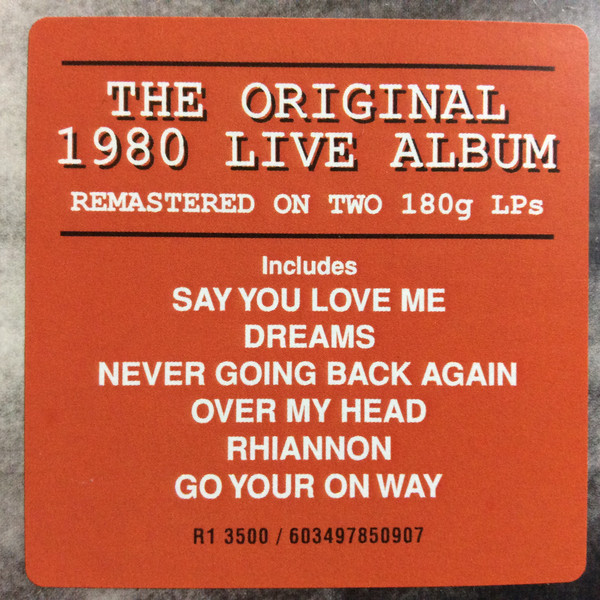 THE ORIGINAL
1980 LIVE ALBUM
REMASTERED ON TWO 180g LPs
Includes
SAY YOU LOVE ME
DREAMS
NEVER GOING BACK AGAIN
OVER MY HEAD
RHIANNON
GO YOUR ON WAY
R1 3500 / 603497850907